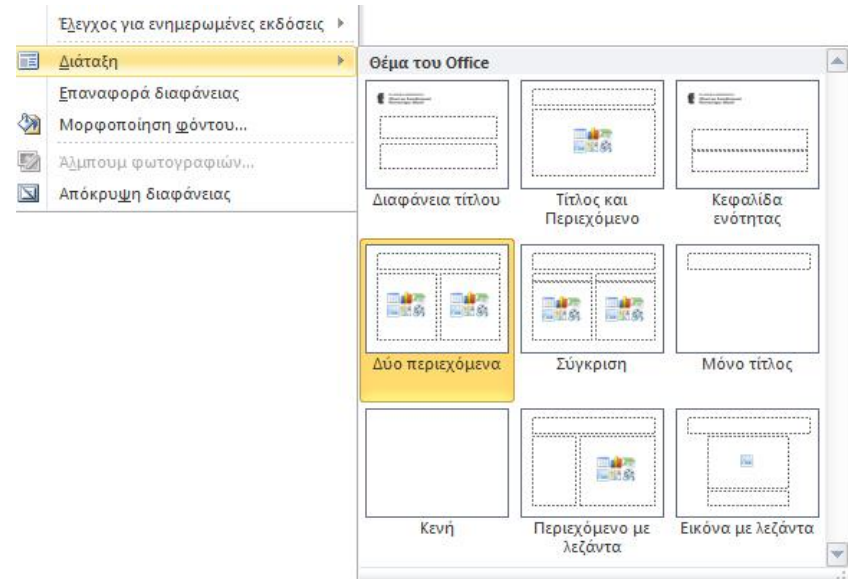 Έλεγχος για ενημερωμένες εκδόσεις
Διάταξη
Επαναφορά διαφάνειας
Μορφοποίηση φόντου...
Άλμπουμ φωτογραφιών...
Απόκρυψη διαφάνειας
Θέμα του Office
Διαφάνεια τίτλου
Τίτλος και
Περιεχόμενο
Κεφαλίδα
ενότητας
Δύο περιεχόμενα
Σύγκριση
Μόνο τίτλος
Κενή
Περιεχόμενο με
λεζάντα
Εικόνα με λεζάντα